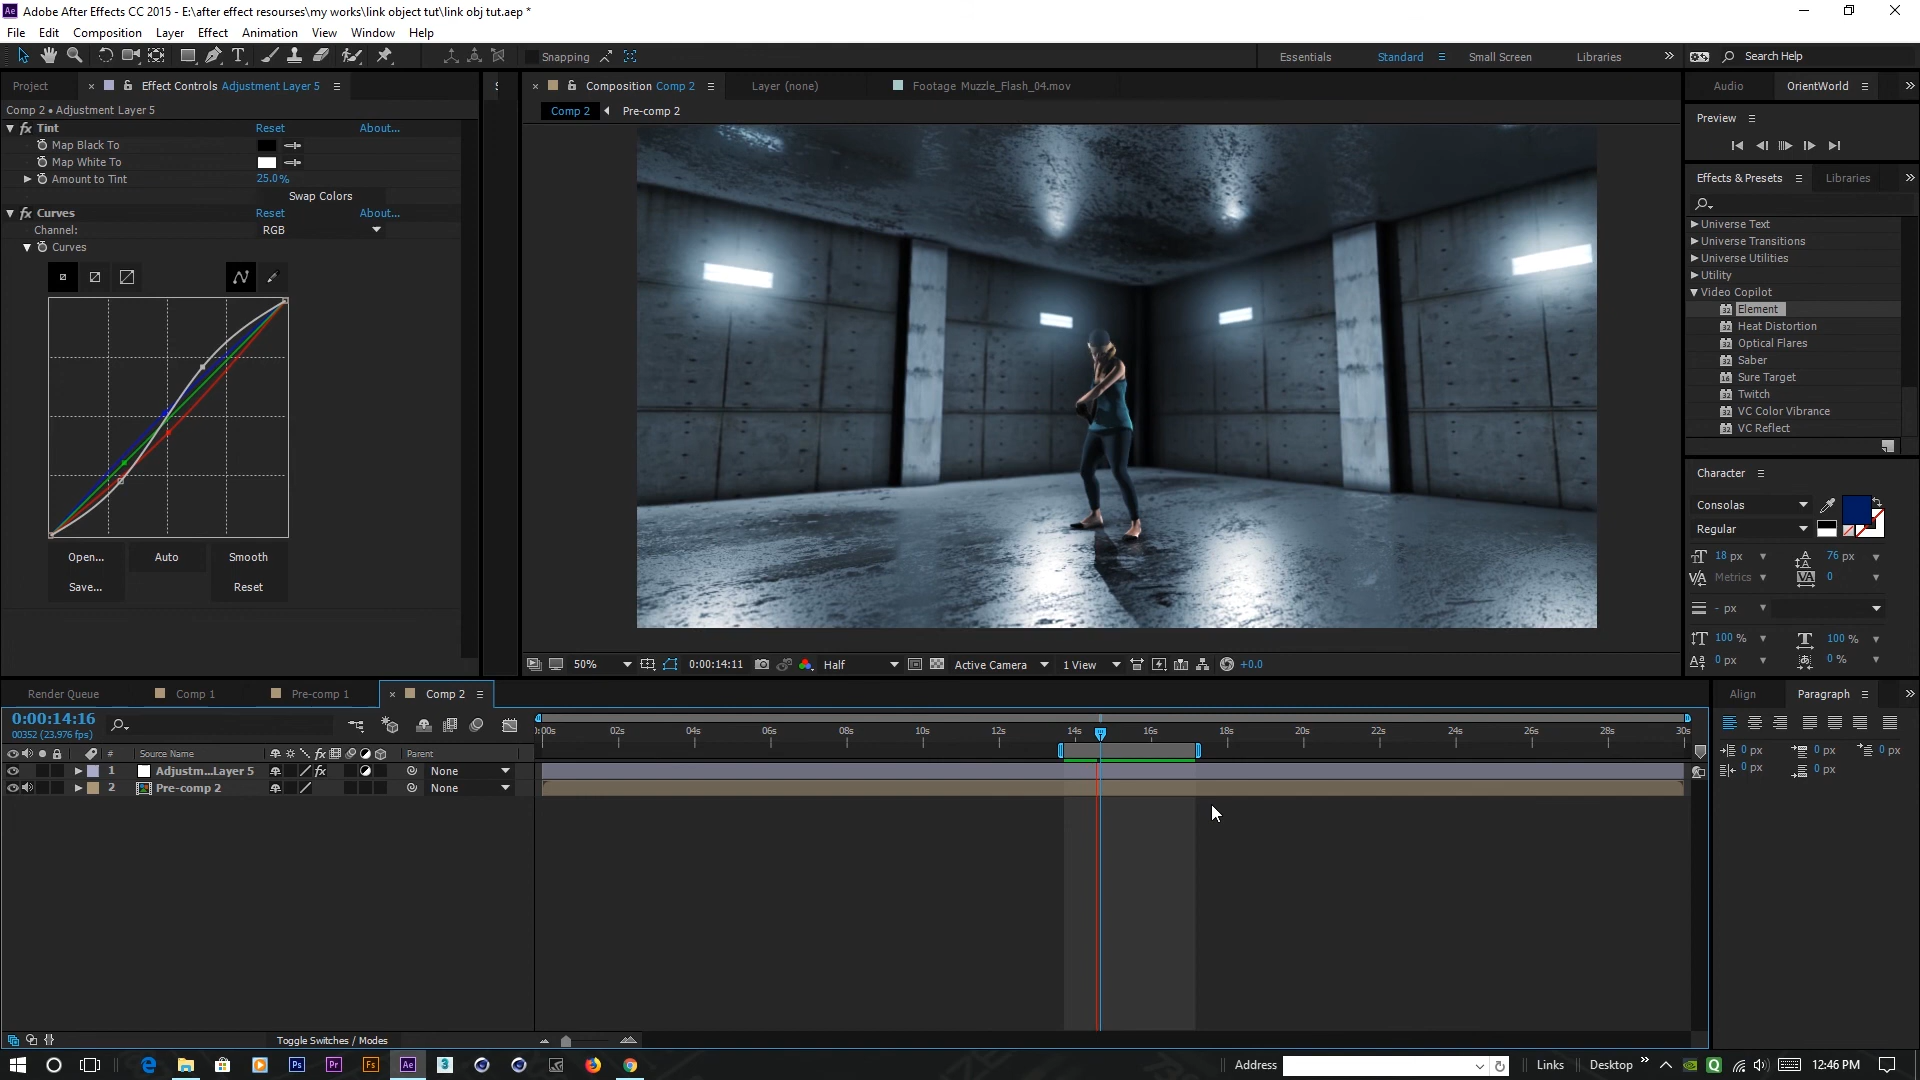 Adobe After Effects CC 2015 - E:\after effect resourses\my works\link object tut\link obj tut.aep *
File Edit Composition Layer Effect Animation View Window Help
Snapping Essentials Standard Small Screen Libraries Search Help
Project Effect Controls Adjustment Layer 5 Composition Comp 2 Layer (none) Footage Muzzle_Flash_04.mov Audio OrientWorld
Comp 2 • Adjustment Layer 5 Comp 2 Pre-comp 2
Preview
fx Tint Reset About...
Map Black To
Map White To
Amount to Tint 25.0%
Swap Colors
fx Curves Reset About...
Channel: RGB
Curves
Open... Auto Smooth
Save... Reset
Effects & Presets Libraries
Universe Text
Universe Transitions
Universe Utilities
Utility
Video Copilot
Element
Heat Distortion
Optical Flares
Saber
Sure Target
Twitch
VC Color Vibrance
VC Reflect
Character
Consolas
Regular
18 px 76 px
Metrics 0
- px
100 % 100 %
0 px 0 %
50% 0:00:14:11 Half Active Camera 1 View +0.0
Render Queue Comp 1 Pre-comp 1 Comp 2
Align Paragraph
0 px 0 px 0 px
0 px 0 px
0:00:14:16
00352 (23.976 fps)
:00s 02s 04s 06s 08s 10s 12s 14s 16s 18s 20s 22s 24s 26s 28s 30s
# Source Name fx Parent
1 Adjustm...Layer 5 fx None
2 Pre-comp 2 None
Toggle Switches / Modes
Ps Pr Fs Ae 3 Address Links Desktop 12:46 PM